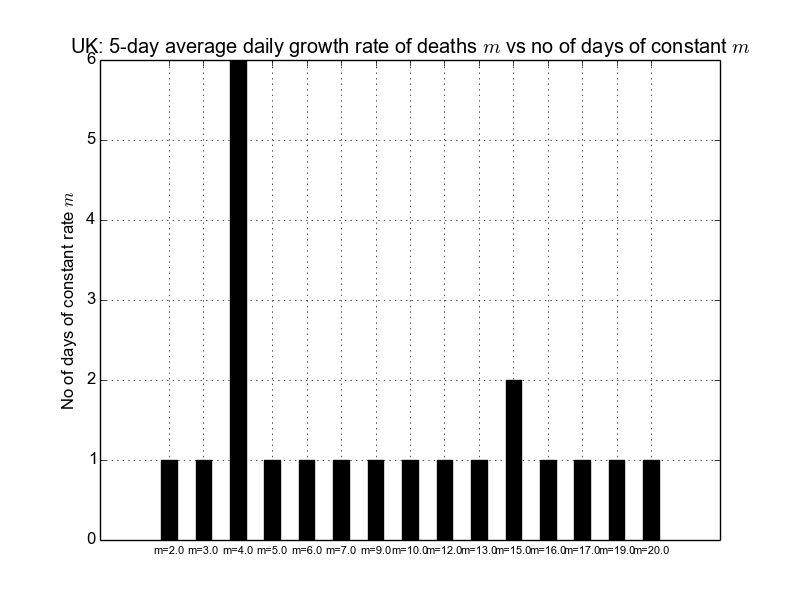 UK: 5-day average daily growth rate of deaths m vs no of days of constant m
6
5
4
3
2
1
0
No of days of constant rate m
m=2.0 m=3.0 m=4.0 m=5.0 m=6.0 m=7.0 m=9.0 m=10.0 m=12.0 m=13.0 m=15.0 m=16.0 m=17.0 m=19.0 m=20.0